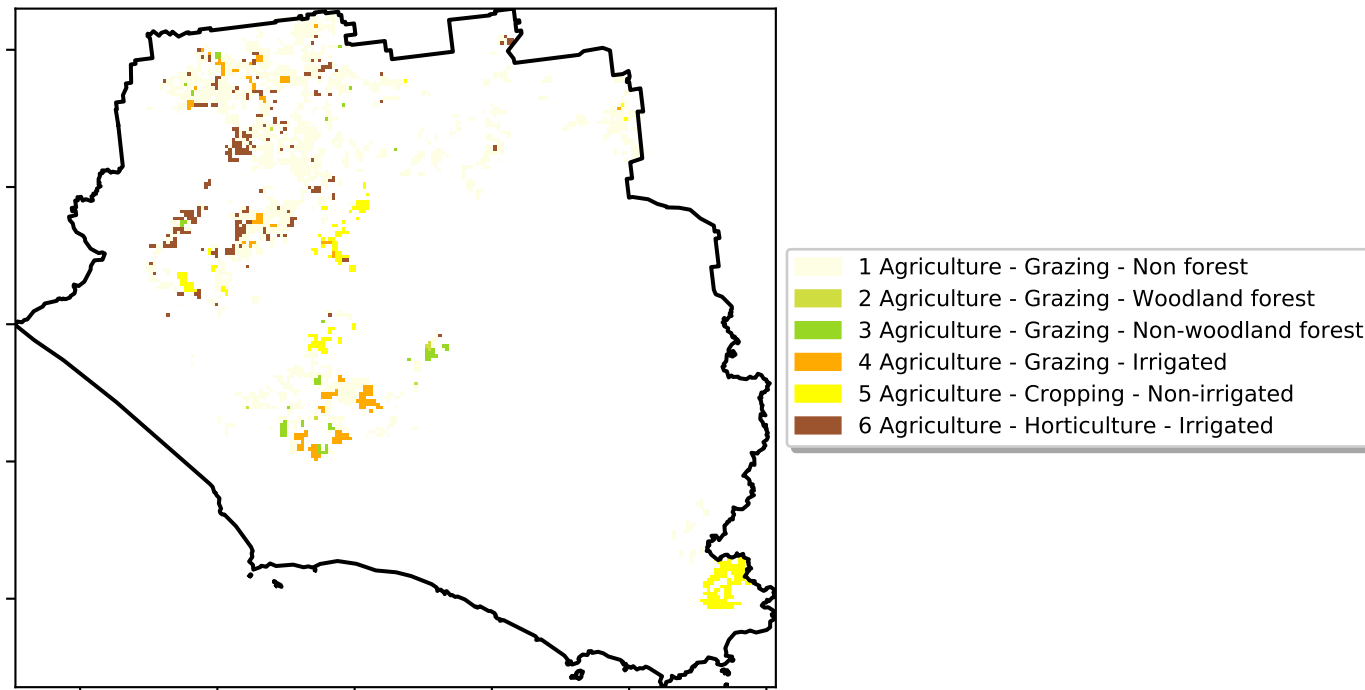 1 Agriculture - Grazing - Non forest
2 Agriculture - Grazing - Woodland forest
3 Agriculture - Grazing - Non-woodland forest
4 Agriculture - Grazing - Irrigated
5 Agriculture - Cropping - Non-irrigated
6 Agriculture - Horticulture - Irrigated